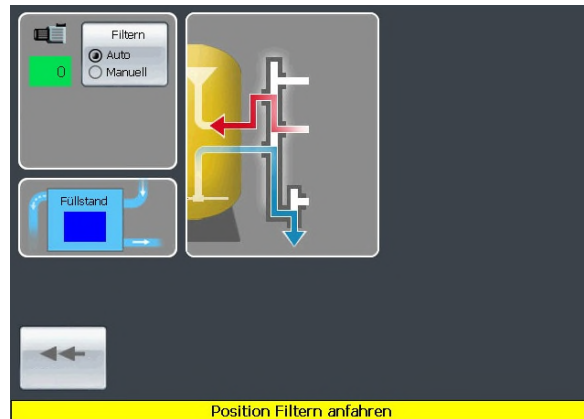 Filtern
Auto
Manuell
0
Füllstand
Position Filtern anfahren